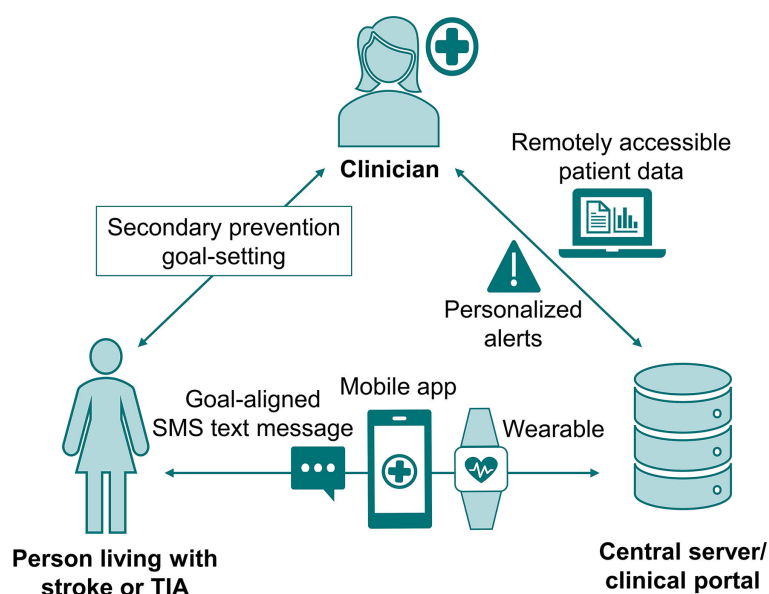 Clinician
Remotely accessible
patient data
Secondary prevention
goal-setting
Personalized
alerts
Goal-aligned
SMS text message
Mobile app
Wearable
Person living with
stroke or TIA
Central server/
clinical portal